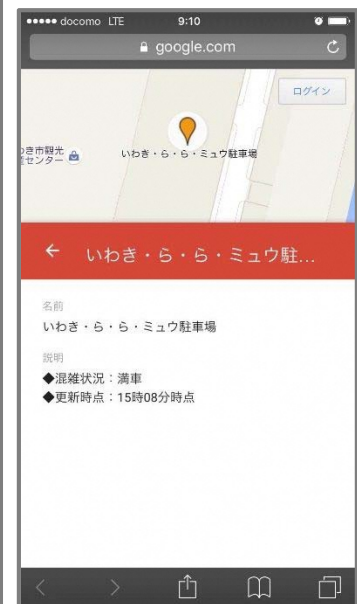 docomo LTE 9:10
google.com
ログイン
いわき・ら・ら・ミュウ駐車場
き市観光
センター
いわき・ら・ら・ミュウ駐...
名前
いわき・ら・ら・ミュウ駐車場
説明
◆混雑状況：満車
◆更新時点：15時08分時点